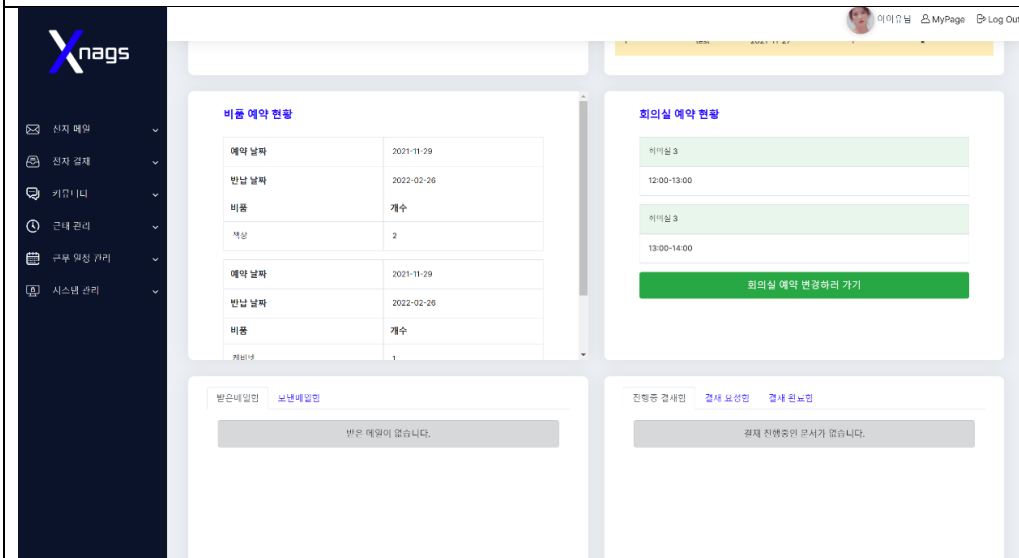 Xnags
아이유님 MyPage Log Out
전자 메일
전자 결재
커뮤니티
근태 관리
근무 일정 관리
시스템 관리
test 2021-11-27
비품 예약 현황
예약 날짜 2021-11-29
반납 날짜 2022-02-26
비품 개수
책상 2
예약 날짜 2021-11-29
반납 날짜 2022-02-26
비품 개수
캐비넷 1
회의실 예약 현황
회의실 3
12:00-13:00
회의실 3
13:00-14:00
회의실 예약 변경하러 가기
받은메일함 보낸메일함
받은 메일이 없습니다.
진행중 결재함 결재 요청함 결재 완료함
결재 진행중인 문서가 없습니다.